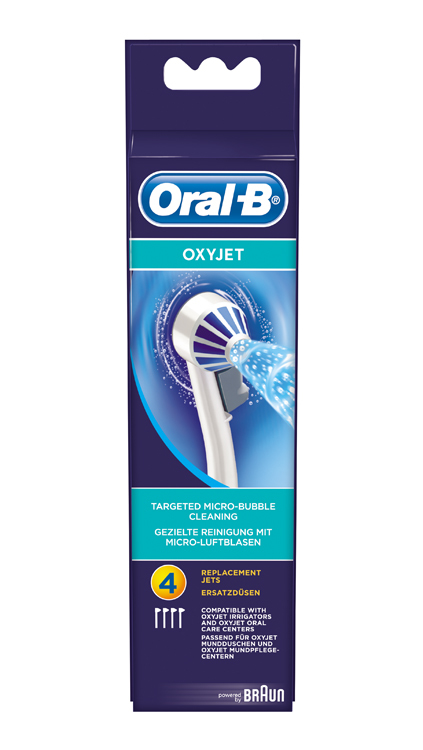 Oral-B®
OXYJET
TARGETED MICRO-BUBBLE
CLEANING
GEZIELTE REINIGUNG MIT
MICRO-LUFTBLASEN
4
REPLACEMENT
JETS
ERSATZDÜSEN
COMPATIBLE WITH
OXYJET IRRIGATORS
AND OXYJET ORAL
CARE CENTERS
PASSEND FÜR OXYJET
MUNDDUSCHEN UND
OXYJET MUNDPFLEGE-
CENTERN
powered
by BRAUN